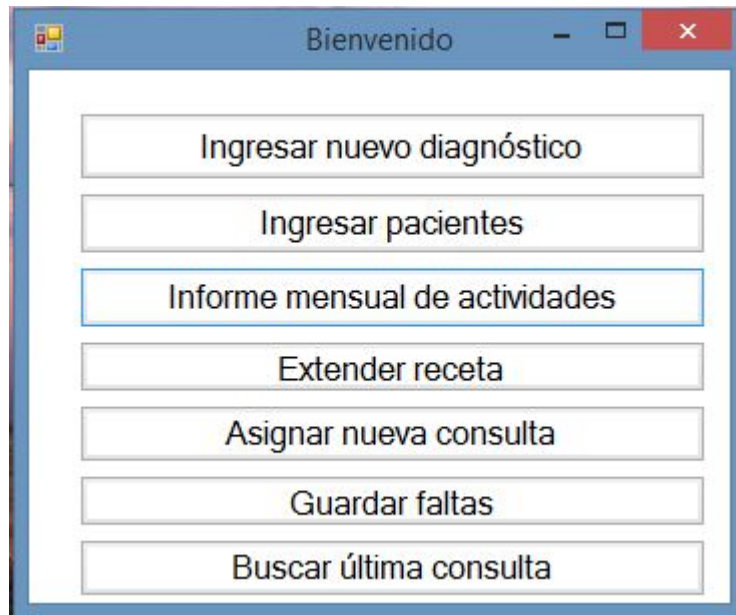 Bienvenido
Ingresar nuevo diagnóstico
Ingresar pacientes
Informe mensual de actividades
Extender receta
Asignar nueva consulta
Guardar faltas
Buscar última consulta